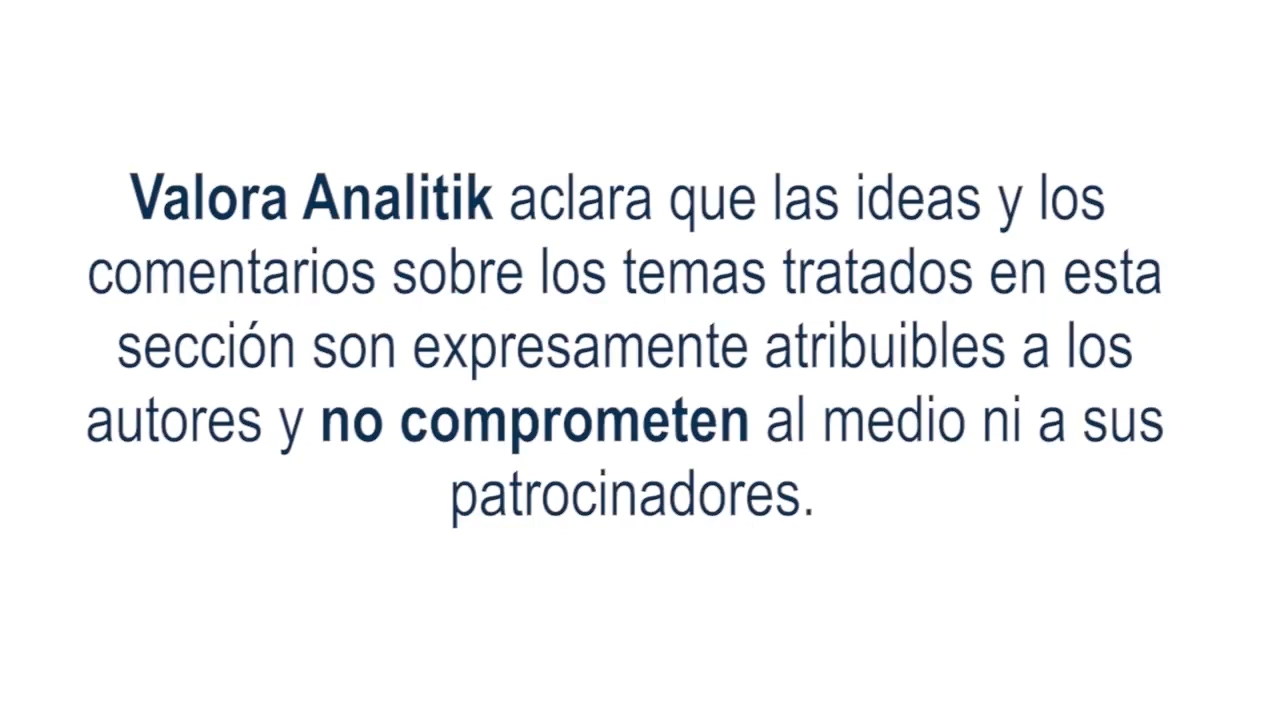 Valora Analitik aclara que las ideas y los
comentarios sobre los temas tratados en esta
sección son expresamente atribuibles a los
autores y no comprometen al medio ni a sus
patrocinadores.